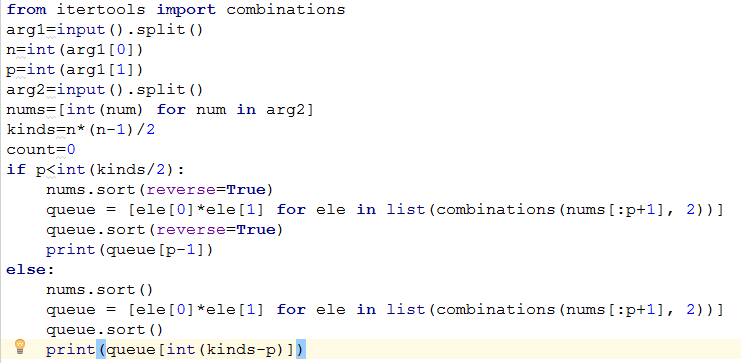 from itertools import combinations
arg1=input().split()
n=int(arg1[0])
p=int(arg1[1])
arg2=input().split()
nums=[int(num) for num in arg2]
kinds=n*(n-1)/2
count=0
if p<int(kinds/2):
    nums.sort(reverse=True)
    queue = [ele[0]*ele[1] for ele in list(combinations(nums[:p+1], 2))]
    queue.sort(reverse=True)
    print(queue[p-1])
else:
    nums.sort()
    queue = [ele[0]*ele[1] for ele in list(combinations(nums[:p+1], 2))]
    queue.sort()
    print(queue[int(kinds-p)])